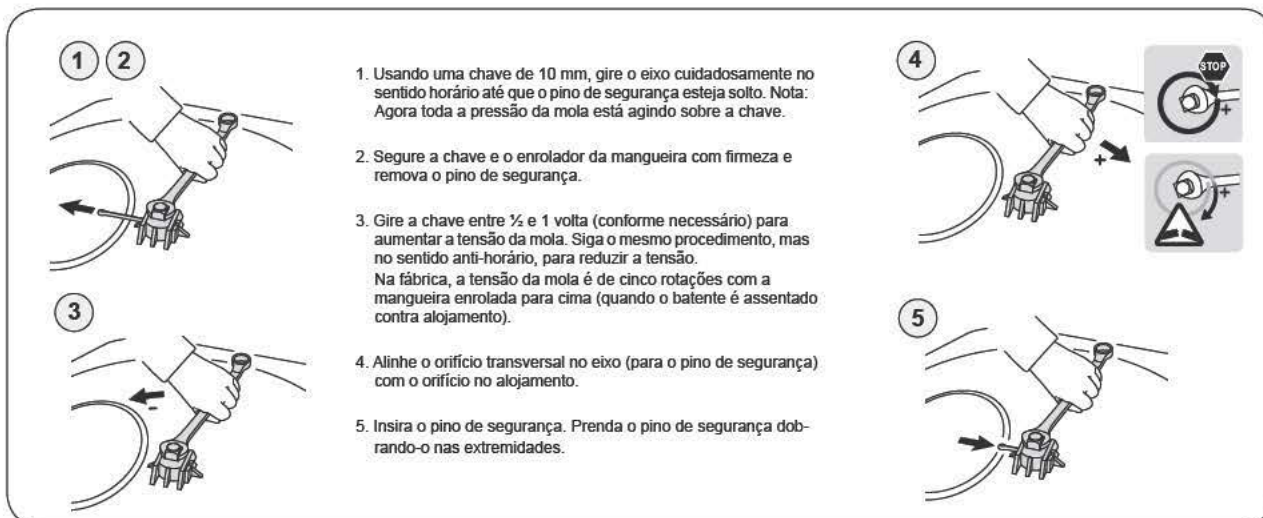 1 2
1. Usando uma chave de 10 mm, gire o eixo cuidadosamente no
sentido horário até que o pino de segurança esteja solto. Nota:
Agora toda a pressão da mola está agindo sobre a chave.
2. Segure a chave e o enrolador da mangueira com firmeza e
remova o pino de segurança.
3. Gire a chave entre ½ e 1 volta (conforme necessário) para
aumentar a tensão da mola. Siga o mesmo procedimento, mas
no sentido anti-horário, para reduzir a tensão.
Na fábrica, a tensão da mola é de cinco rotações com a
mangueira enrolada para cima (quando o batente é assentado
contra alojamento).
4. Alinhe o orifício transversal no eixo (para o pino de segurança)
com o orifício no alojamento.
5. Insira o pino de segurança. Prenda o pino de segurança dob-
rando-o nas extremidades.
3
-
4
+
STOP
+
+
5